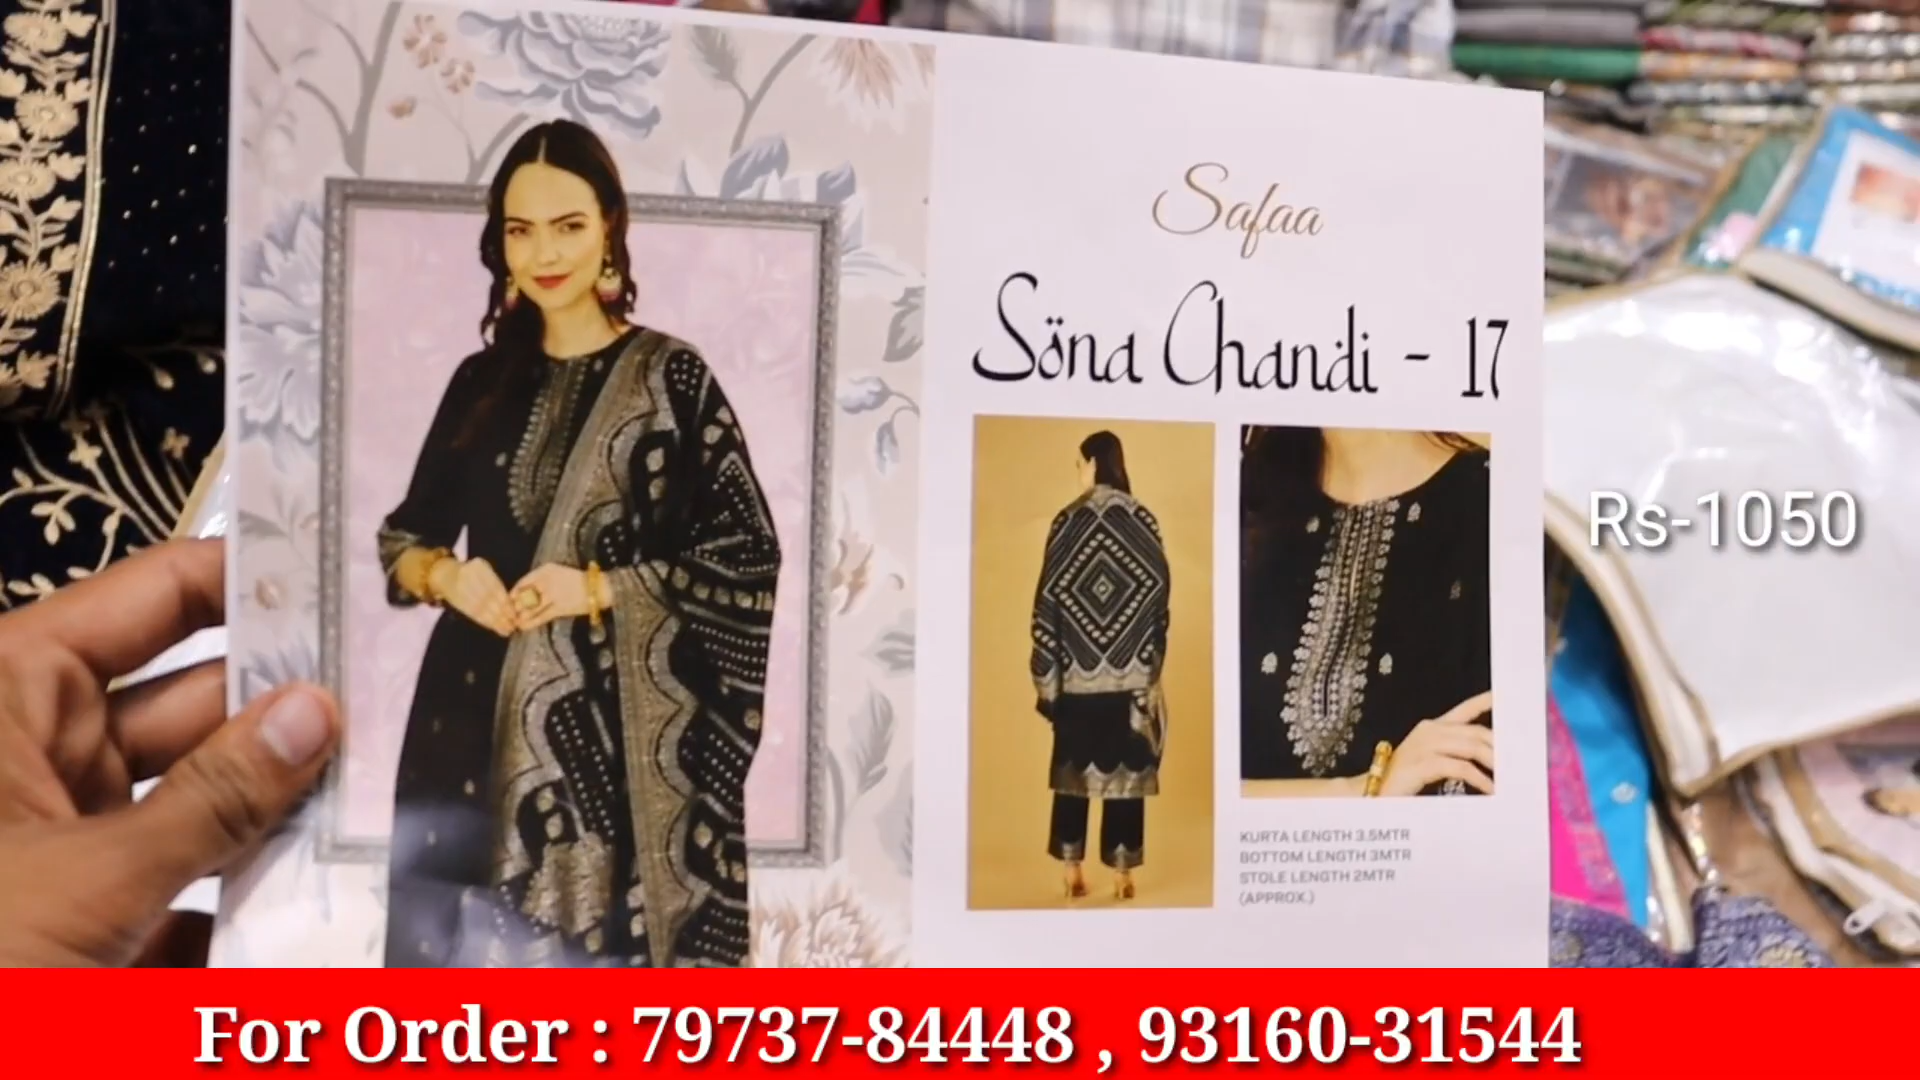 Safaa
Söna Chandi - 17
Rs-1050
KURTA LENGTH 3.5MTR
BOTTOM LENGTH 3MTR
STOLE LENGTH 2MTR
(APPROX.)
For Order : 79737-84448 , 93160-31544